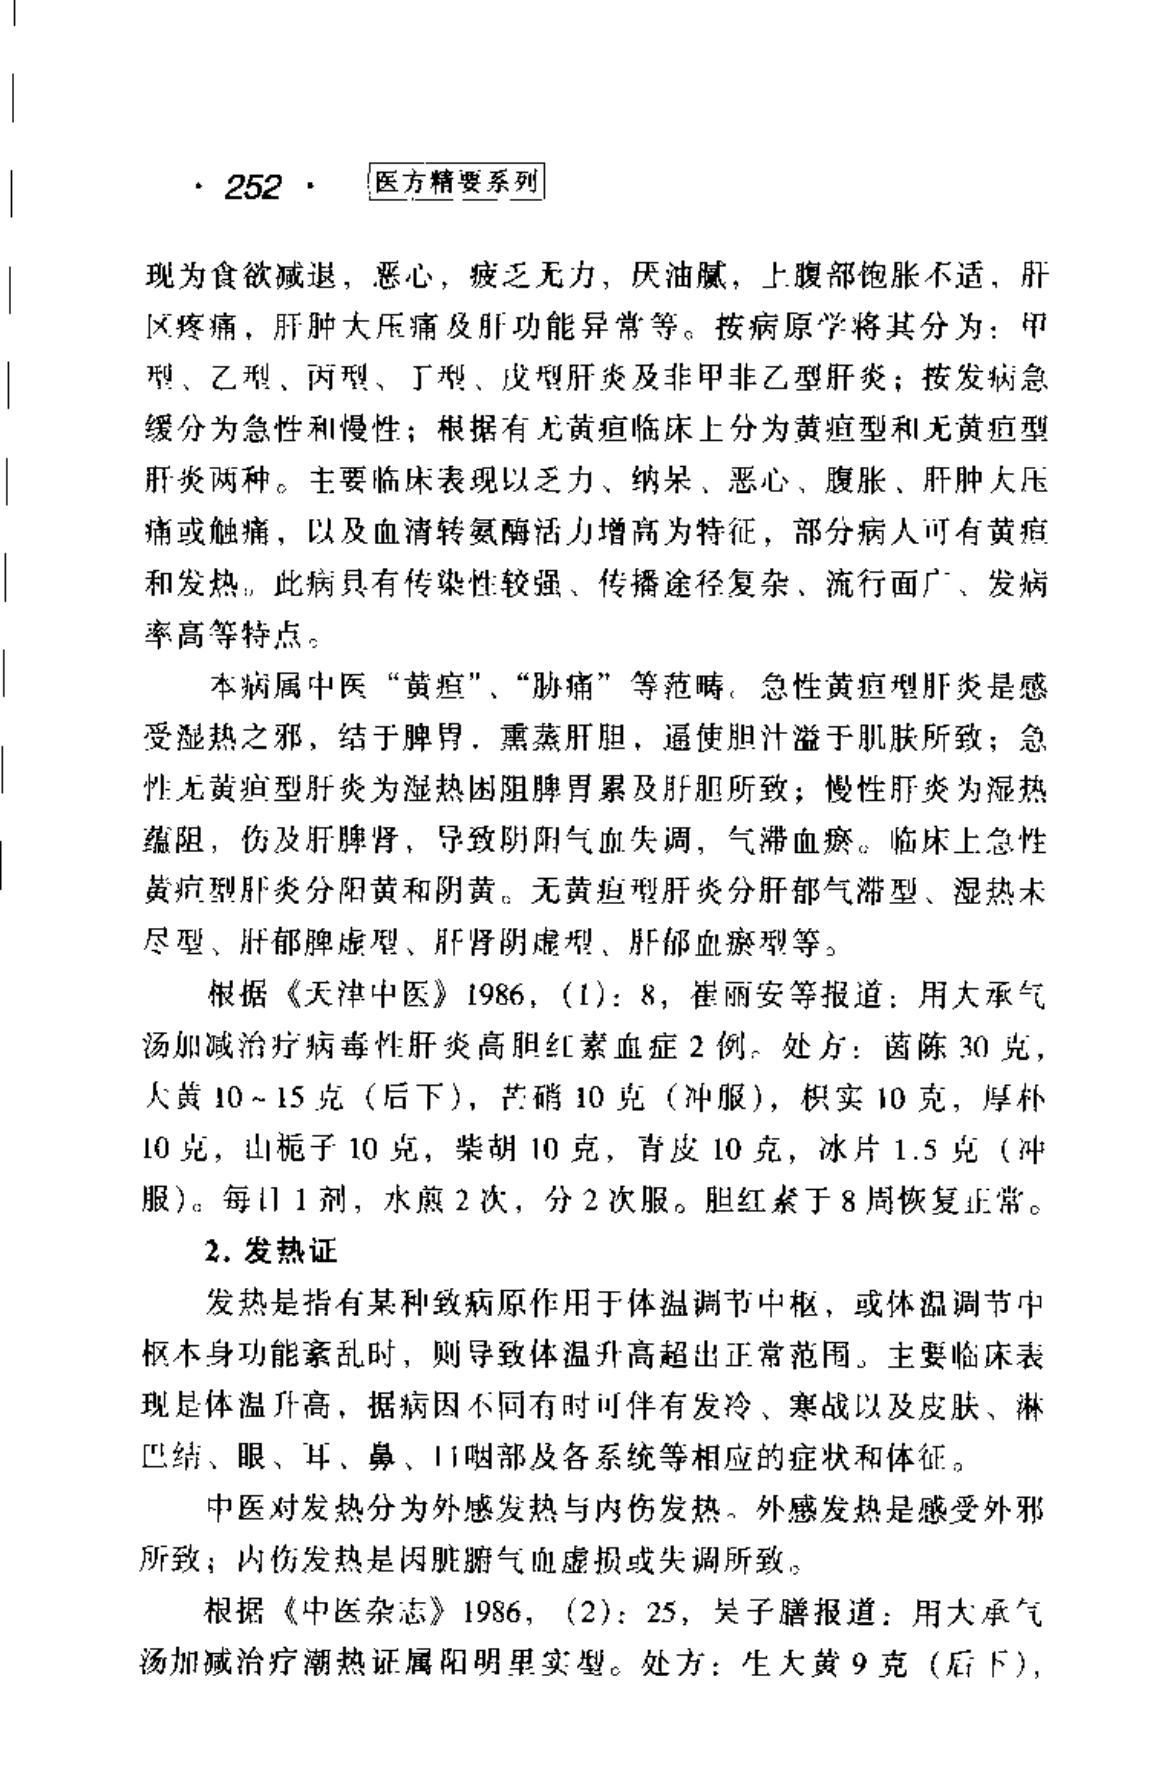 · 252 · 医方精要系列
现为食欲减退，恶心，疲乏无力，厌油腻，上腹部饱胀不适，肝
区疼痛，肝肿大压痛及肝功能异常等。按病原学将其分为：甲
型、乙型、丙型、丁型、戊型肝炎及非甲非乙型肝炎；按发病急
缓分为急性和慢性；根据有无黄疸临床上分为黄疸型和无黄疸型
肝炎两种。主要临床表现以乏力、纳呆、恶心、腹胀、肝肿大压
痛或触痛，以及血清转氨酶活力增高为特征，部分病人可有黄疸
和发热。此病具有传染性较强、传播途径复杂、流行面广、发病
率高等特点。
本病属中医“黄疸”、“胁痛”等范畴。急性黄疸型肝炎是感
受湿热之邪，结于脾胃，熏蒸肝胆，逼使胆汁溢于肌肤所致；急
性无黄疸型肝炎为湿热困阻脾胃累及肝胆所致；慢性肝炎为湿热
蕴阻，伤及肝脾肾，导致阴阳气血失调，气滞血瘀。临床上急性
黄疸型肝炎分阳黄和阴黄。无黄疸型肝炎分肝郁气滞型、湿热未
尽型、肝郁脾虚型、肝肾阴虚型、肝郁血瘀型等。
根据《天津中医》1986，(1)：8，崔丽安等报道：用大承气
汤加减治疗病毒性肝炎高胆红素血症 2 例。处方：茵陈 30 克，
大黄 10~15 克（后下），芒硝 10 克（冲服），枳实 10 克，厚朴
10 克，山栀子 10 克，柴胡 10 克，青皮 10 克，冰片 1.5 克（冲
服）。每日 1 剂，水煎 2 次，分 2 次服。胆红素于 8 周恢复正常。
2. 发热证
发热是指有某种致病原作用于体温调节中枢，或体温调节中
枢本身功能紊乱时，则导致体温升高超出正常范围。主要临床表
现是体温升高，据病因不同有时可伴有发冷、寒战以及皮肤、淋
巴结、眼、耳、鼻、口咽部及各系统等相应的症状和体征。
中医对发热分为外感发热与内伤发热。外感发热是感受外邪
所致；内伤发热是因脏腑气血虚损或失调所致。
根据《中医杂志》1986，(2)：25，吴子膳报道：用大承气
汤加减治疗潮热证属阳明里实型。处方：生大黄 9 克（后下），